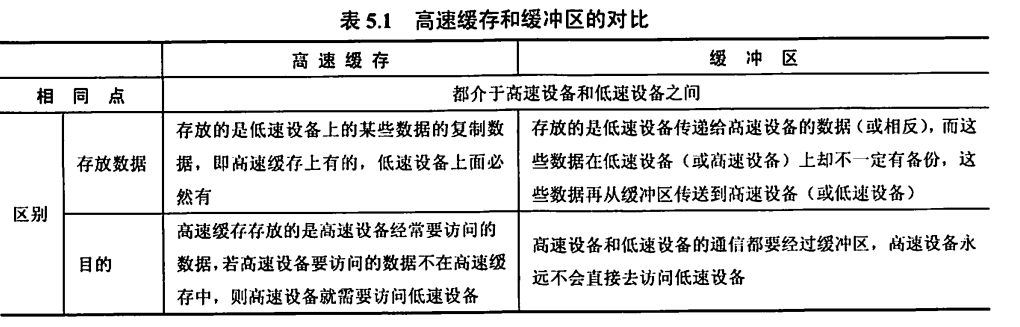 表 5.1 高速缓存和缓冲区的对比
高速缓存 缓冲区
相同点 都介于高速设备和低速设备之间
区别
存放数据
存放的是低速设备上的某些数据的复制数
据，即高速缓存上有的，低速设备上面必
然有
存放的是低速设备传递给高速设备的数据（或相反），而这
些数据在低速设备（或高速设备）上却不一定有备份，这
些数据再从缓冲区传送到高速设备（或低速设备）
目的
高速缓存存放的是高速设备经常要访问的
数据，若高速设备要访问的数据不在高速缓
存中，则高速设备就需要访问低速设备
高速设备和低速设备的通信都要经过缓冲区，高速设备永
远不会直接去访问低速设备